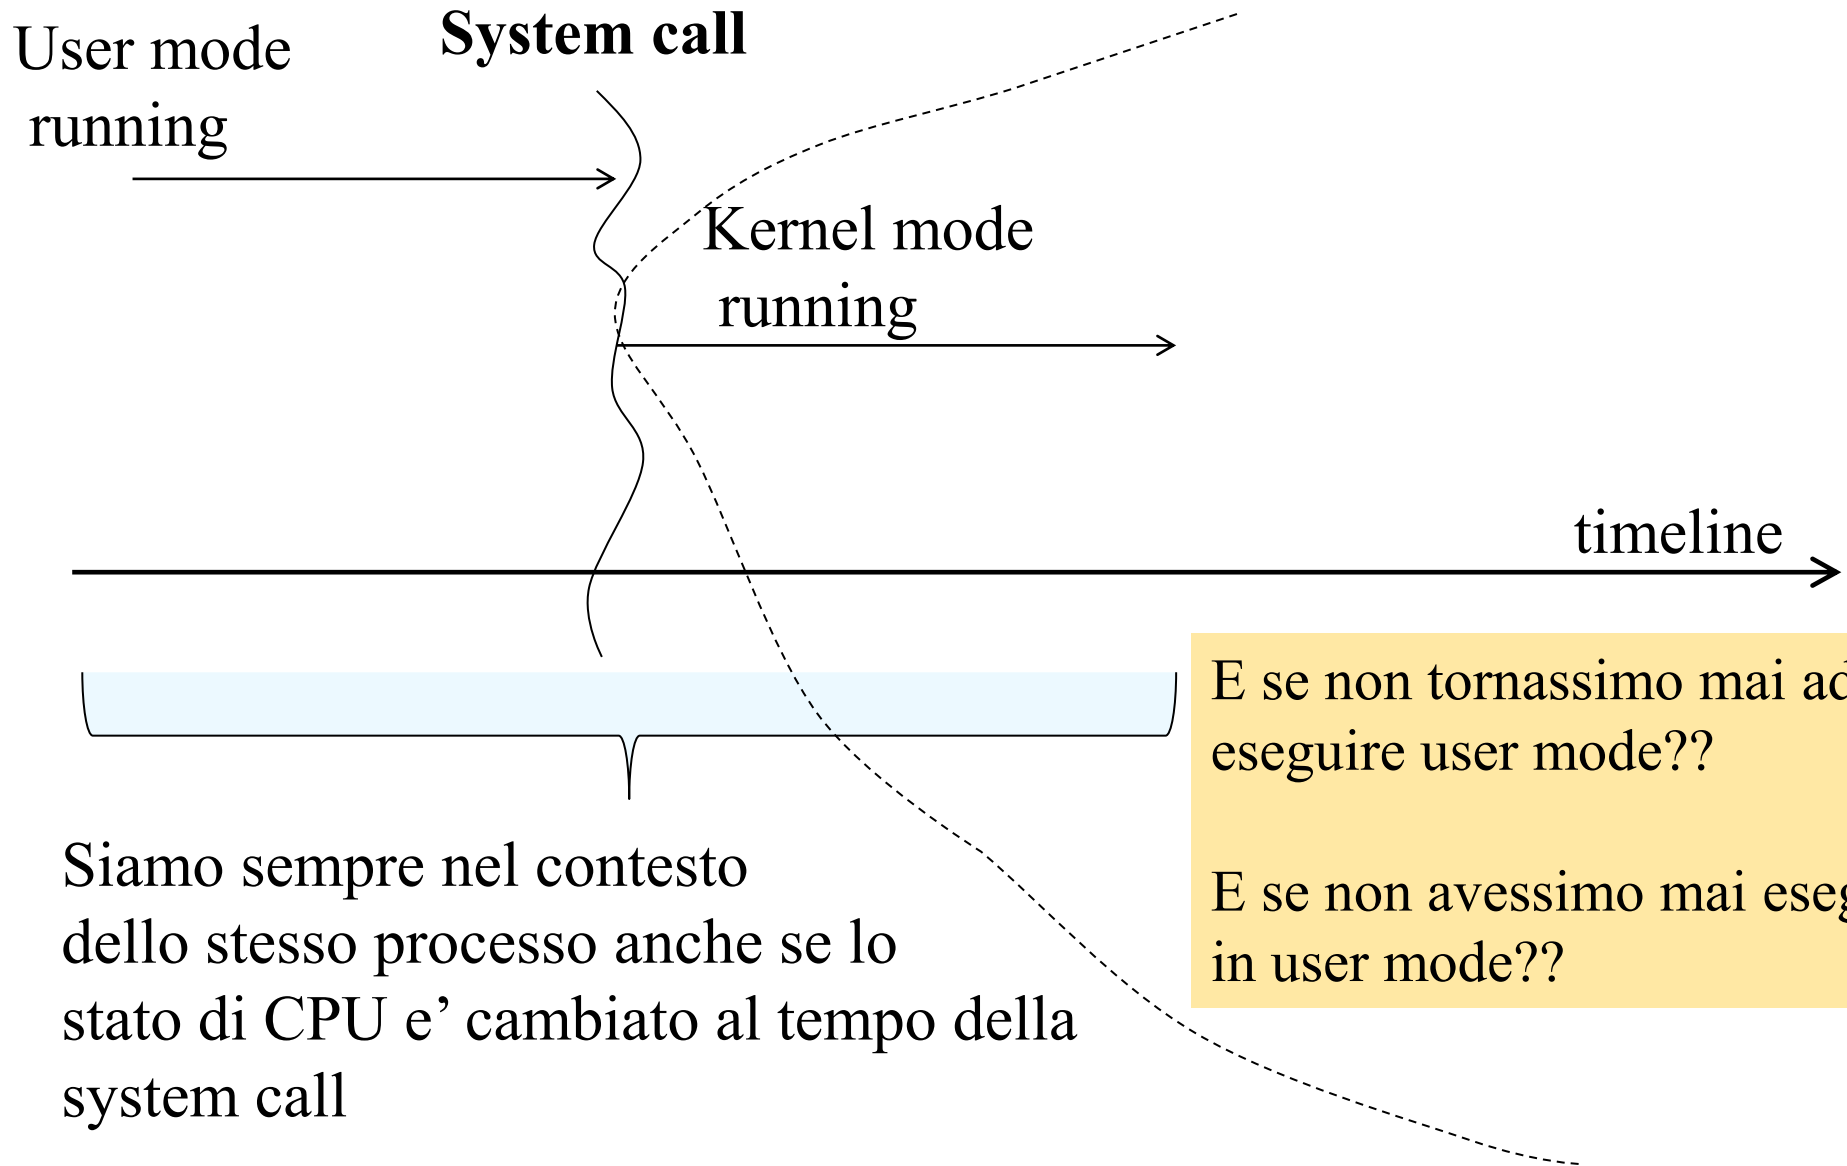 User mode
running
System call
Kernel mode
running
timeline
E se non tornassimo mai ad
eseguire user mode??
E se non avessimo mai
in user mode??
Siamo sempre nel contesto
dello stesso processo anche se lo
stato di CPU e’ cambiato al tempo della
system call